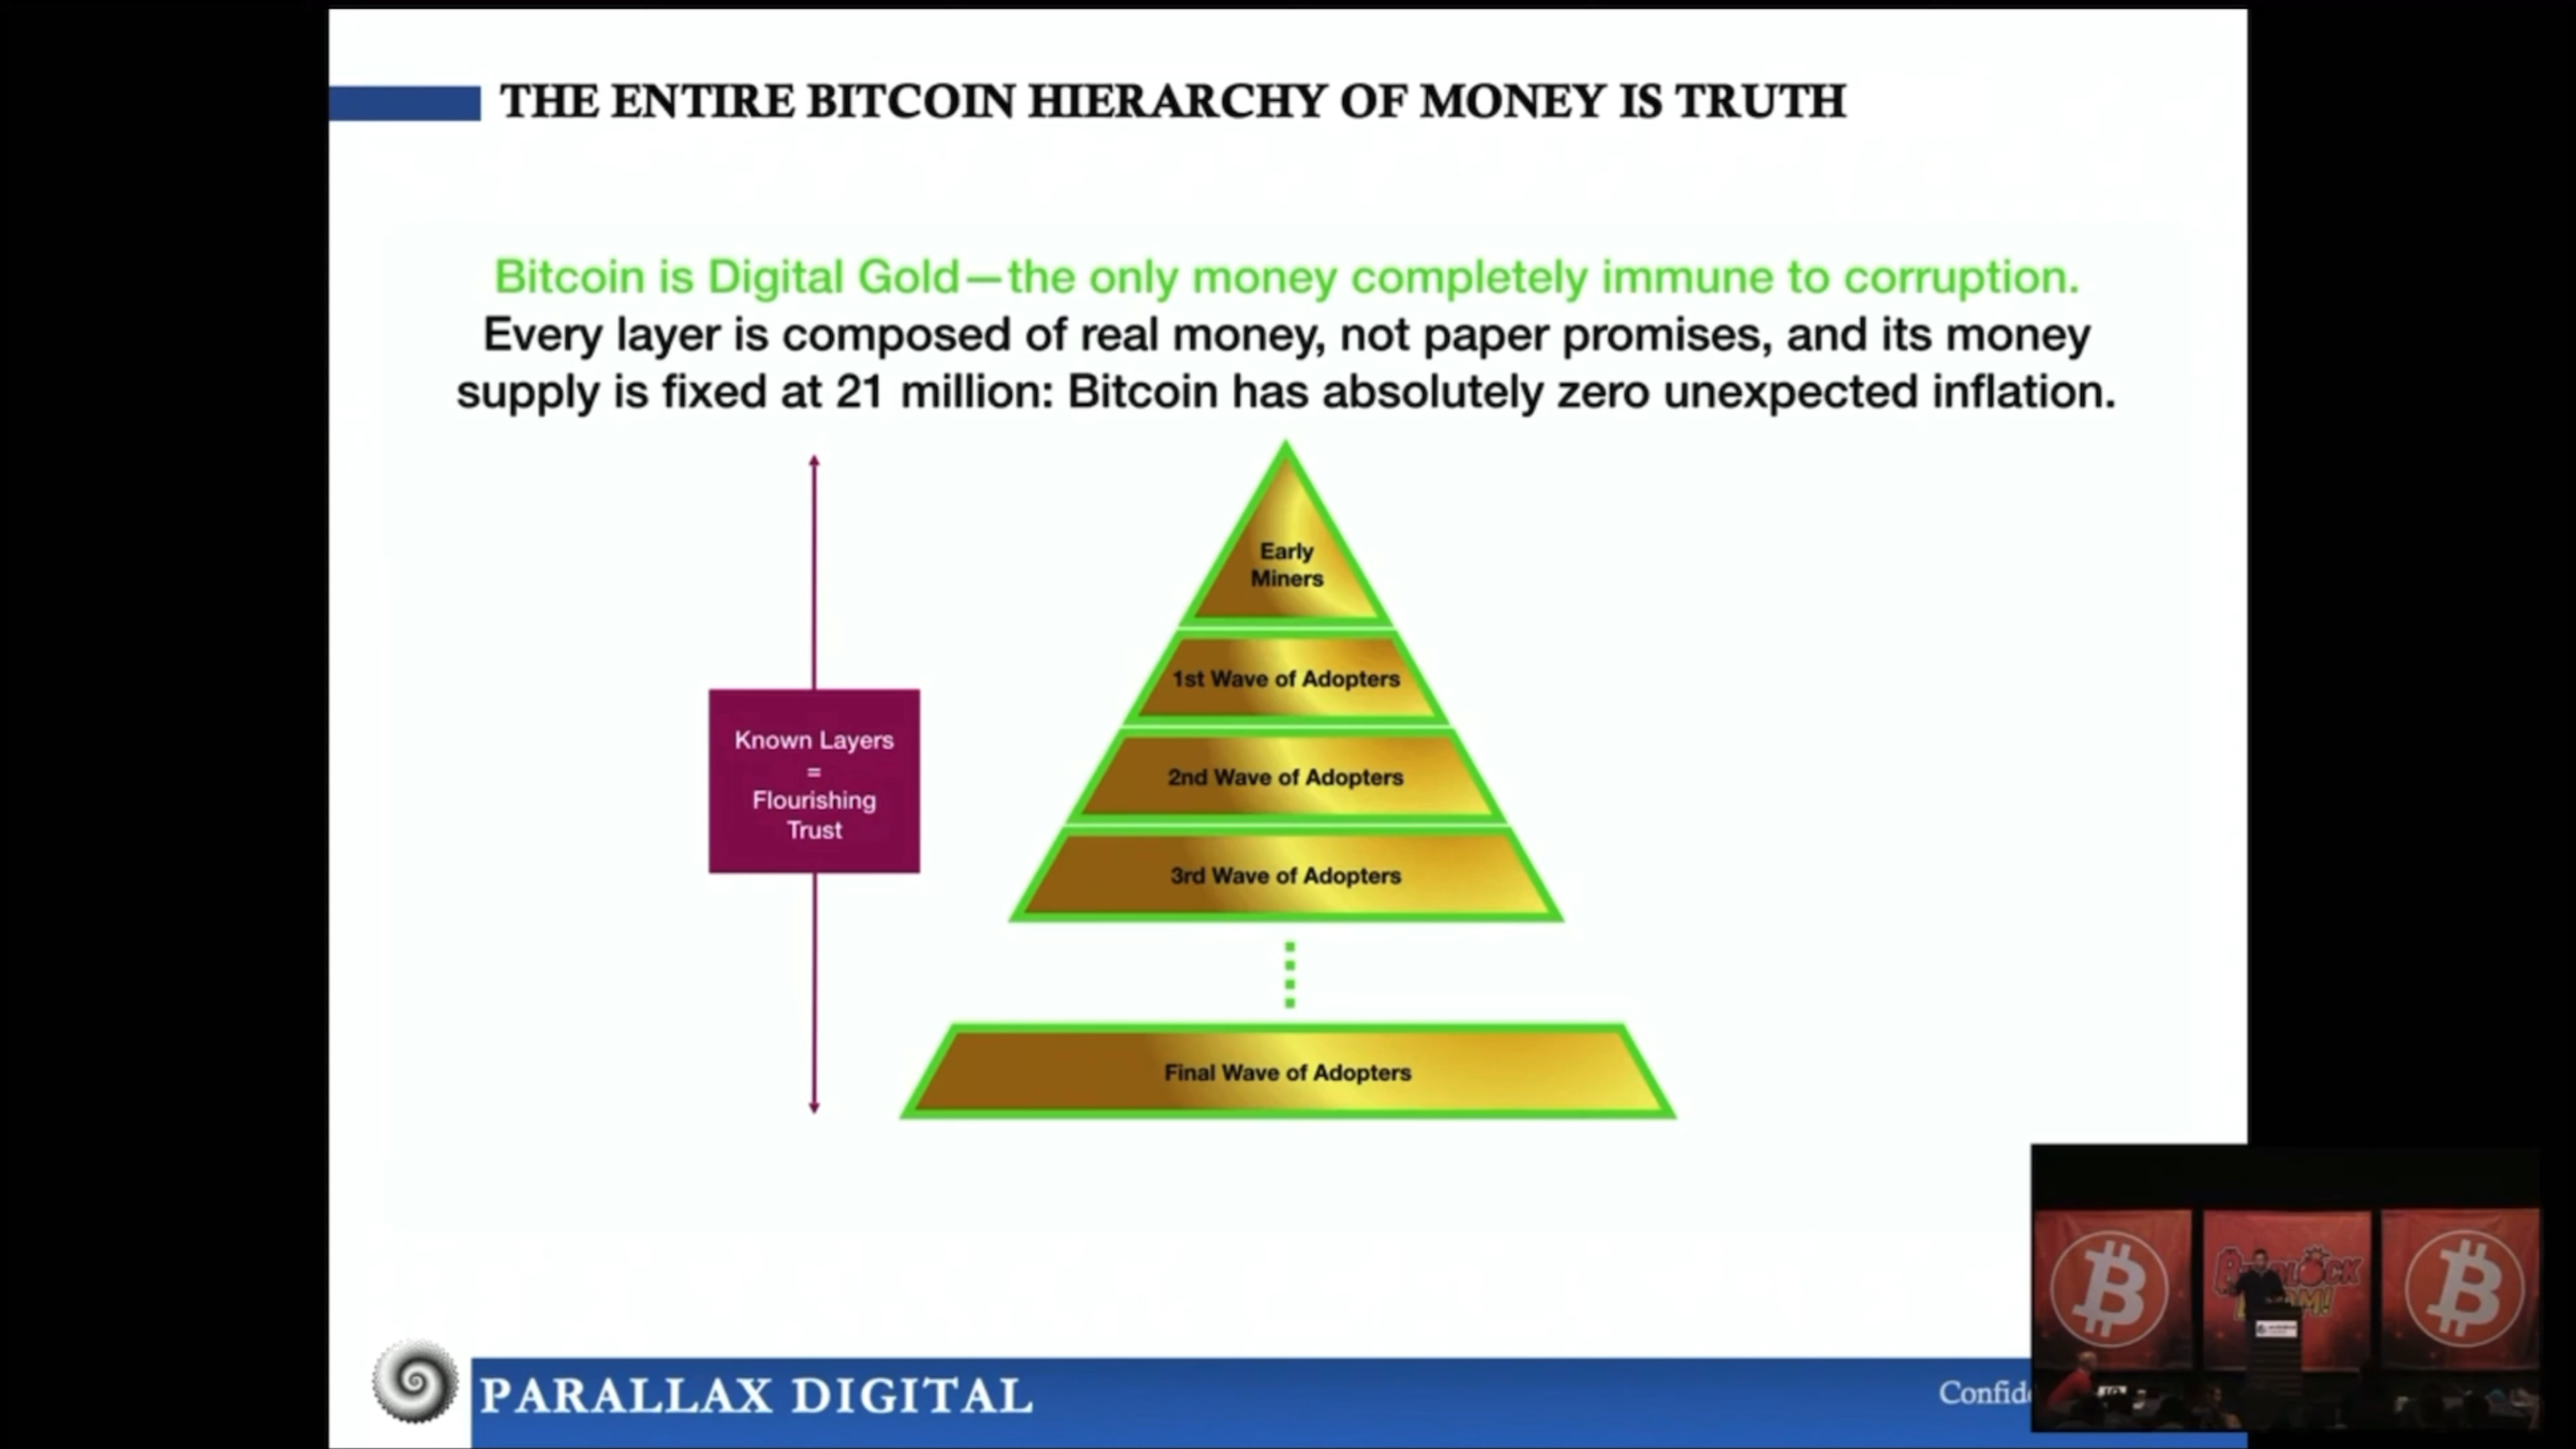 THE ENTIRE BITCOIN HIERARCHY OF MONEY IS TRUTH
Bitcoin is Digital Gold—the only money completely immune to corruption.
Every layer is composed of real money, not paper promises, and its money
supply is fixed at 21 million: Bitcoin has absolutely zero unexpected inflation.
Early
Miners
1st Wave of Adopters
2nd Wave of Adopters
3rd Wave of Adopters
Final Wave of Adopters
Known Layers
=
Flourishing
Trust
PARALLAX DIGITAL